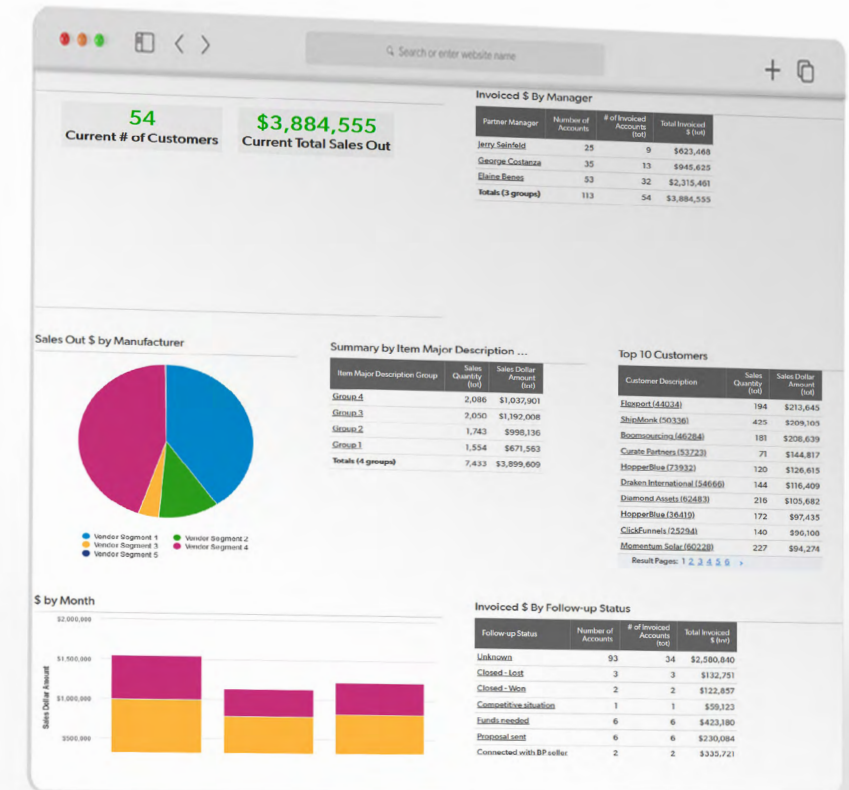 Search or enter website name
54
Current # of Customers
$3,884,555
Current Total Sales Out
Invoiced $ By Manager
Partner Manager Number of Accounts # of Invoiced Accounts (tot) Total Invoiced $ (tot)
Jerry Seinfeld 25 9 $623,468
George Costanza 35 13 $945,625
Elaine Benes 53 32 $2,315,461
Totals (3 groups) 113 54 $3,884,555
Sales Out $ by Manufacturer
Vendor Segment 1 Vendor Segment 2
Vendor Segment 3 Vendor Segment 4
Vendor Segment 5
Summary by Item Major Description ...
Item Major Description Group Sales Quantity (tot) Sales Dollar Amount (tot)
Group 4 2,086 $1,037,901
Group 3 2,050 $1,192,008
Group 2 1,743 $998,136
Group 1 1,554 $671,563
Totals (4 groups) 7,433 $3,899,609
Top 10 Customers
Customer Description Sales Quantity (tot) Sales Dollar Amount (tot)
Flexport (44034) 194 $213,645
ShipMonk (50336) 425 $209,105
Boomsourcing (46284) 181 $208,639
Curate Partners (53723) 71 $144,817
HopperBlue (73932) 120 $126,615
Draken International (54666) 144 $116,409
Diamond Assets (62483) 216 $105,682
HopperBlue (36419) 172 $97,435
ClickFunnels (25294) 140 $90,100
Momentum Solar (60228) 227 $94,274
Result Pages: 1 2 3 4 5 6 >
$ by Month
$2,000,000
$1,500,000
$1,000,000
$500,000
Sales Dollar Amount
Invoiced $ By Follow-up Status
Follow-up Status Number of Accounts # of Invoiced Accounts (tot) Total Invoiced $ (tot)
Unknown 93 34 $2,580,840
Closed - Lost 3 3 $132,751
Closed - Won 2 2 $122,857
Competitive situation 1 1 $59,123
Funds needed 6 6 $423,180
Proposal sent 6 6 $230,084
Connected with BP seller 2 2 $335,721